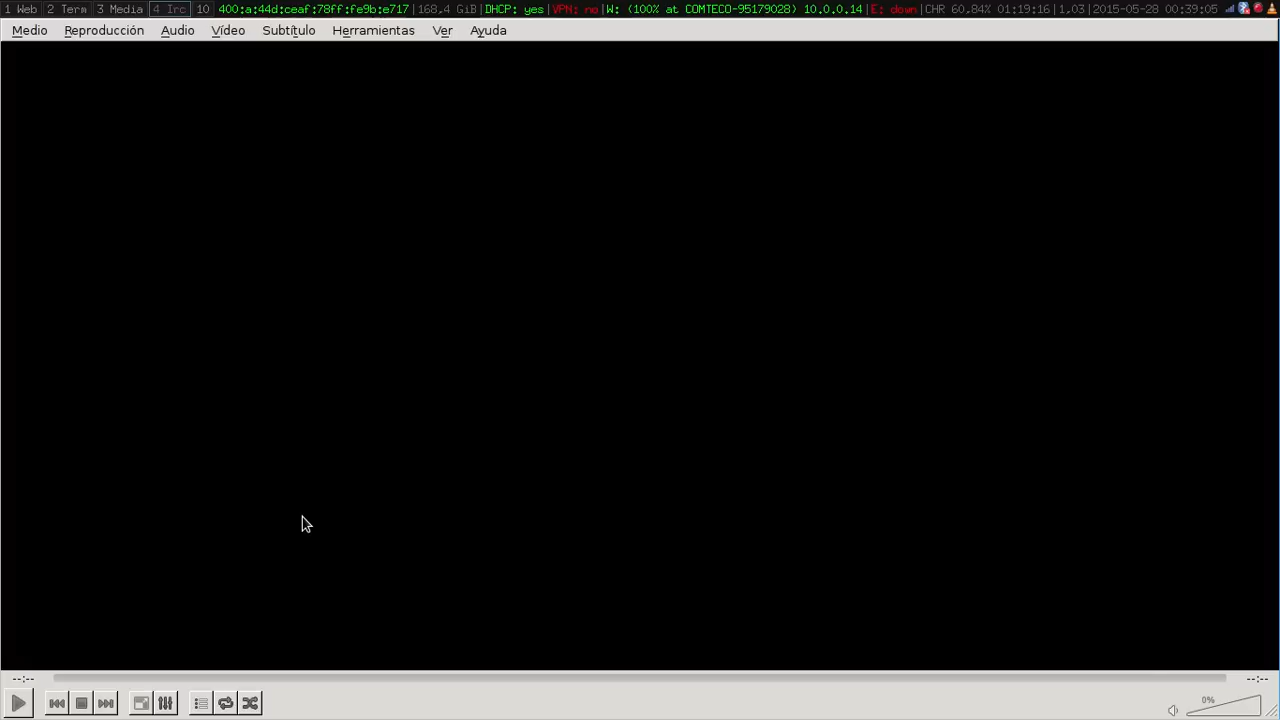 1 Web 2 Term 3 Media 4 Irc 10 400:a:44d:ceaf:78ff:fe9b:e717|168.4 GiB|DHCP: yes|VPN: no|W: (100% at COMTECO-95179028) 10.0.0.14|E: down|CHR 60,84% 01:19:16|1.03|2015-05-28 00:39:05
Medio Reproducción Audio Vídeo Subtítulo Herramientas Ver Ayuda
--:-- --:--
0%